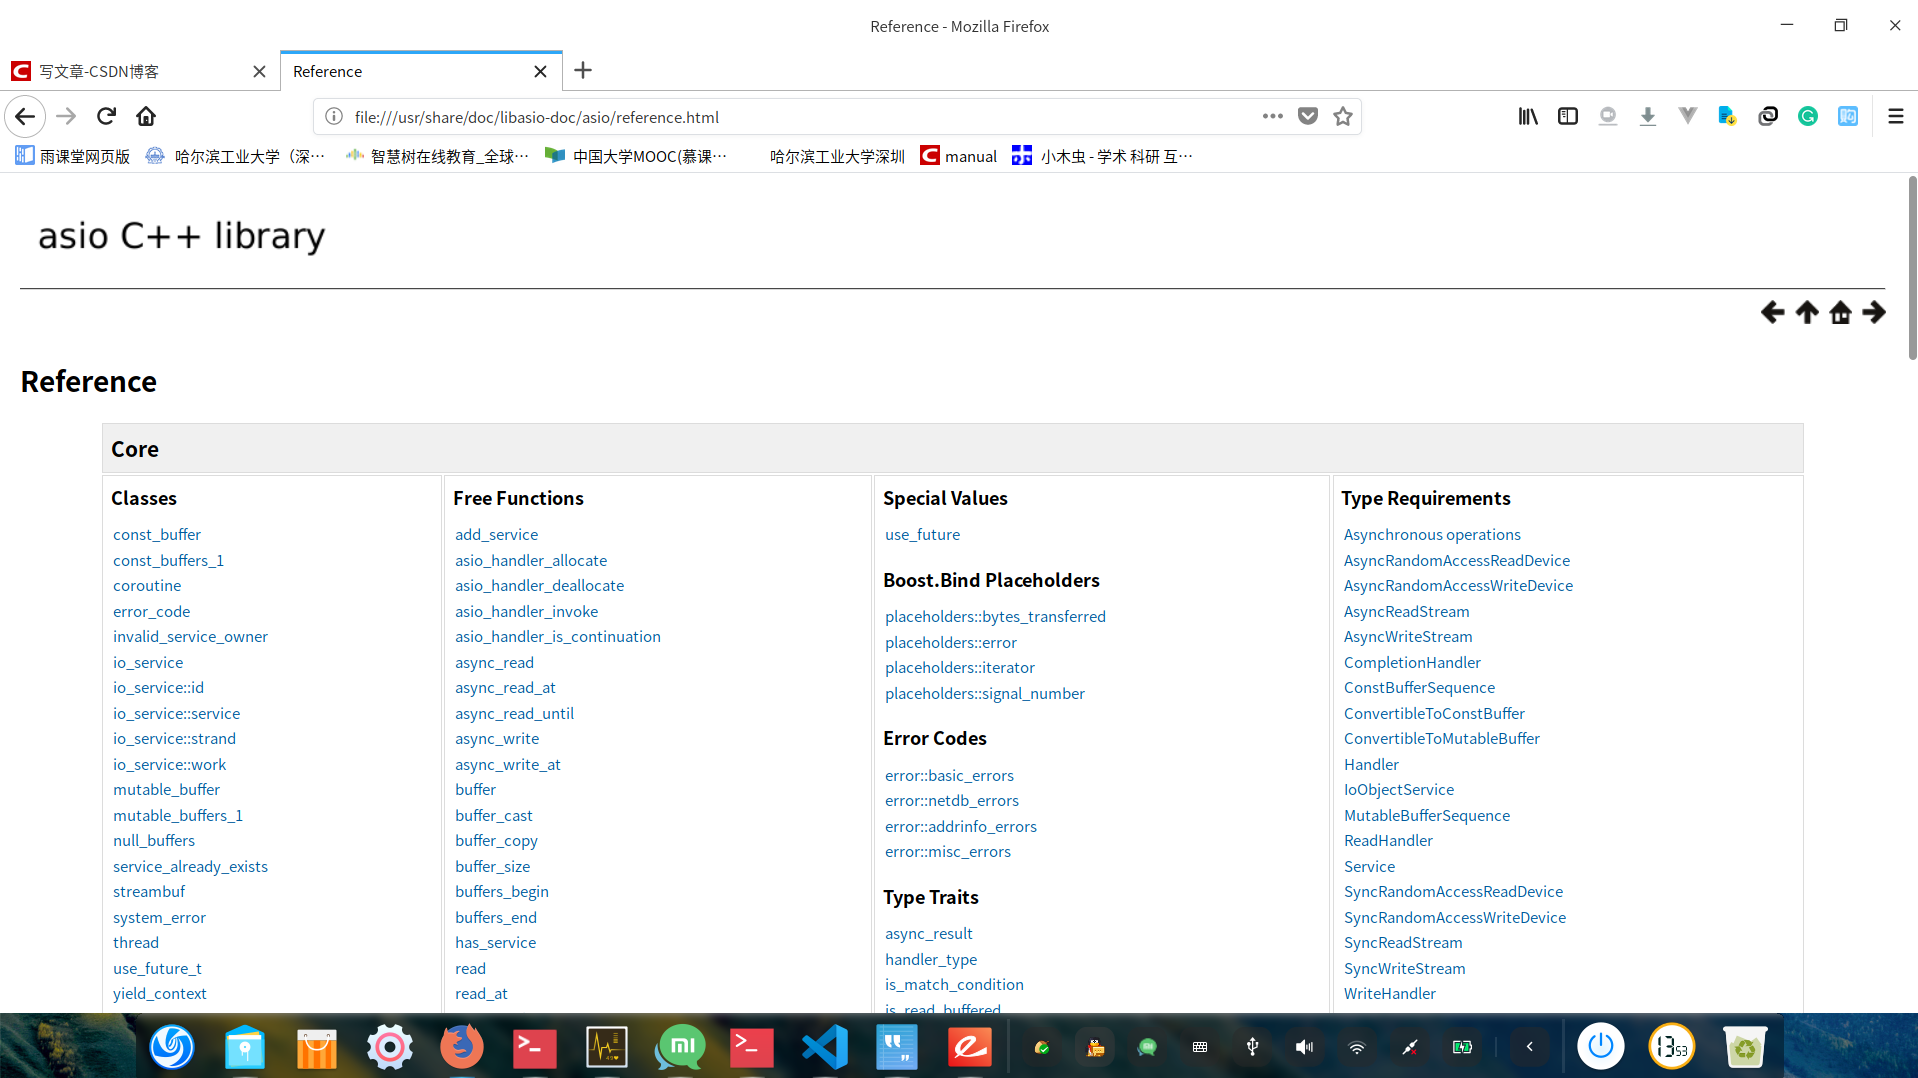 Reference - Mozilla Firefox
写文章-CSDN博客
Reference
file:///usr/share/doc/libasio-doc/asio/reference.html
雨课堂网页版
哈尔滨工业大学（深…
智慧树在线教育_全球…
中国大学MOOC(慕课…
哈尔滨工业大学深圳
manual
小木虫 - 学术 科研 互…
asio C++ library
Reference
Core
Classes
const_buffer
const_buffers_1
coroutine
error_code
invalid_service_owner
io_service
io_service::id
io_service::service
io_service::strand
io_service::work
mutable_buffer
mutable_buffers_1
null_buffers
service_already_exists
streambuf
system_error
thread
use_future_t
yield_context
Free Functions
add_service
asio_handler_allocate
asio_handler_deallocate
asio_handler_invoke
asio_handler_is_continuation
async_read
async_read_at
async_read_until
async_write
async_write_at
buffer
buffer_cast
buffer_copy
buffer_size
buffers_begin
buffers_end
has_service
read
read_at
Special Values
use_future
Boost.Bind Placeholders
placeholders::bytes_transferred
placeholders::error
placeholders::iterator
placeholders::signal_number
Error Codes
error::basic_errors
error::netdb_errors
error::addrinfo_errors
error::misc_errors
Type Traits
async_result
handler_type
is_match_condition
is_read_buffered
Type Requirements
Asynchronous operations
AsyncRandomAccessReadDevice
AsyncRandomAccessWriteDevice
AsyncReadStream
AsyncWriteStream
CompletionHandler
ConstBufferSequence
ConvertibleToConstBuffer
ConvertibleToMutableBuffer
Handler
IoObjectService
MutableBufferSequence
ReadHandler
Service
SyncRandomAccessReadDevice
SyncRandomAccessWriteDevice
SyncReadStream
SyncWriteStream
WriteHandler
mi
13 53